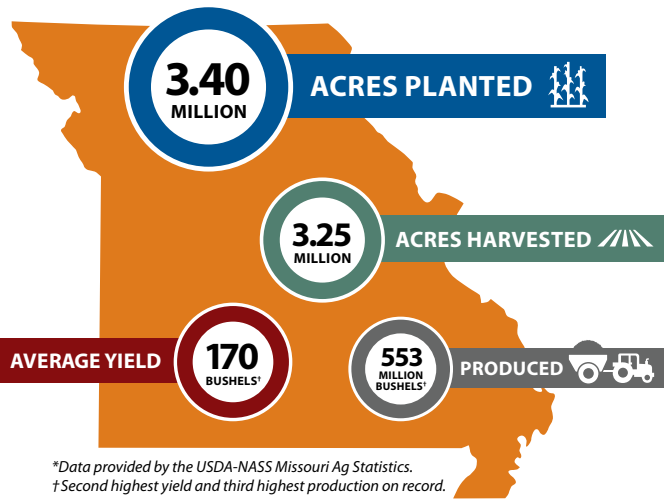 3.40
MILLION
ACRES PLANTED
3.25
MILLION
ACRES HARVESTED
AVERAGE YIELD
170
BUSHELS†
553
MILLION
BUSHELS†
PRODUCED
*Data provided by the USDA-NASS Missouri Ag Statistics.
†Second highest yield and third highest production on record.